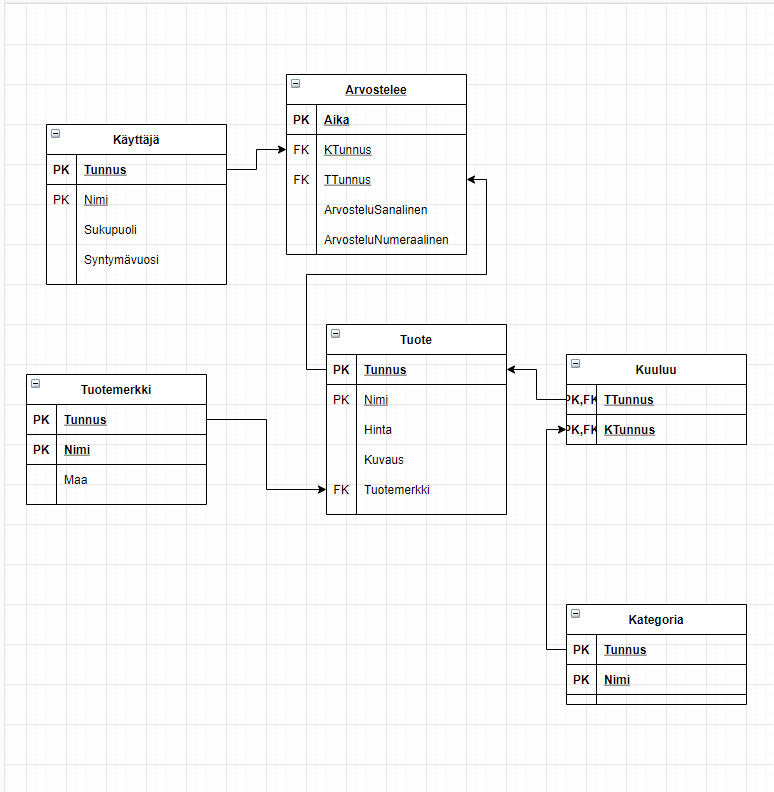 Arvostelee
PK Aika
FK KTunnus
FK TTunnus
ArvosteluSanalinen
ArvosteluNumeraalinen
Käyttäjä
PK Tunnus
PK Nimi
Sukupuoli
Syntymävuosi
Tuote
PK Tunnus
PK Nimi
Hinta
Kuvaus
FK Tuotemerkki
Kuuluu
PK,FK TTunnus
PK,FK KTunnus
Tuotemerkki
PK Tunnus
PK Nimi
Maa
Kategoria
PK Tunnus
PK Nimi